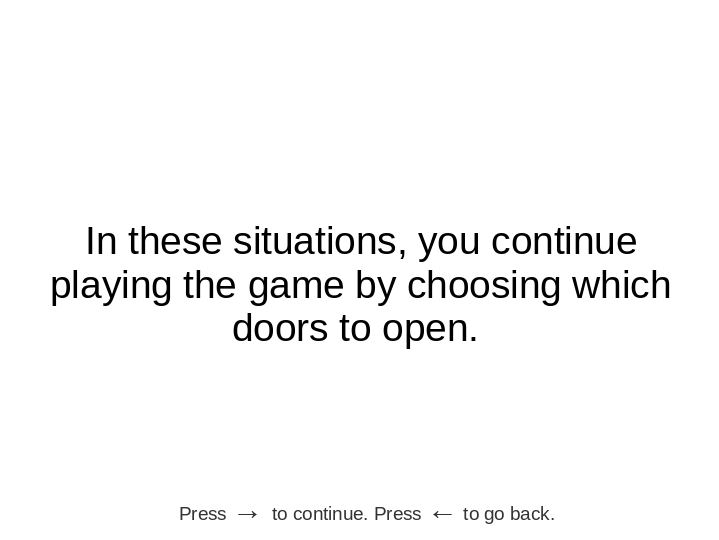 In these situations, you continue
playing the game by choosing which
doors to open.
Press → to continue. Press ← to go back.